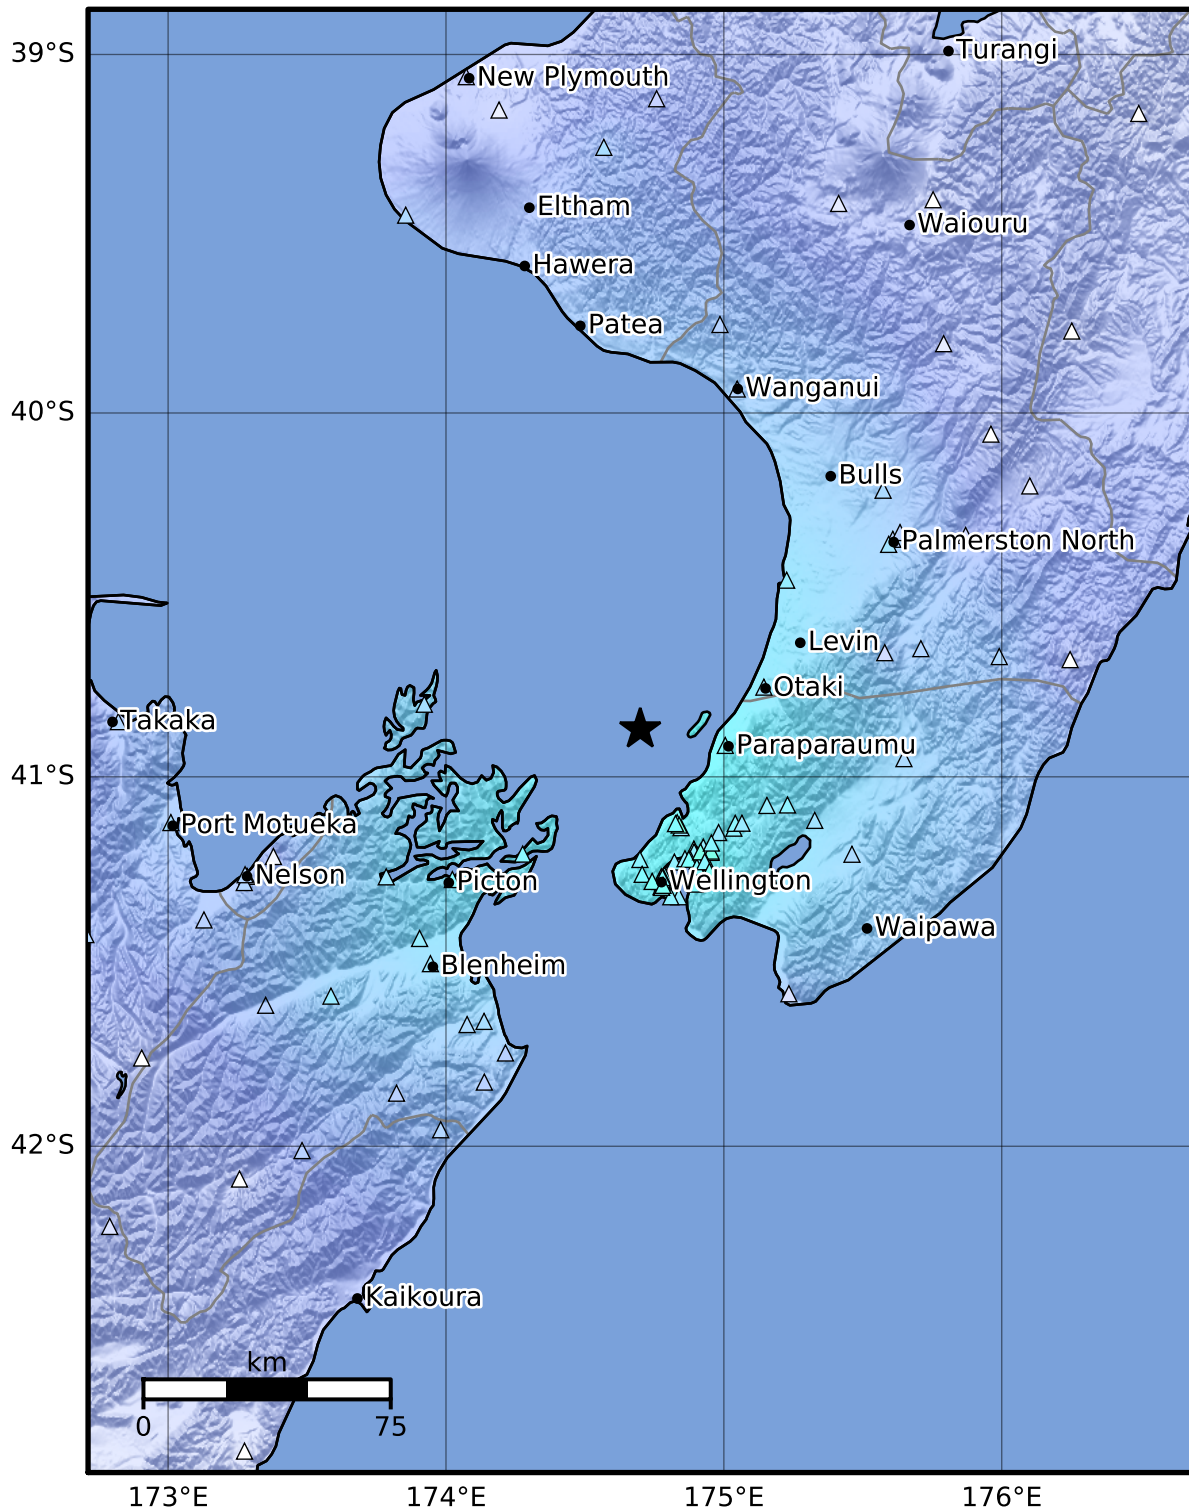 Turangi
39°S
New Plymouth
Eltham
Waiouru
Hawera
Patea
Wanganui
40°S
Bulls
Palmerston North
Levin
Otaki
Takaka
Paraparaumu
41°S
Port Motueka
Nelson
Picton
Wellington
Waipawa
Blenheim
42°S
Kaikoura
km
0 75
173°E 174°E 175°E 176°E